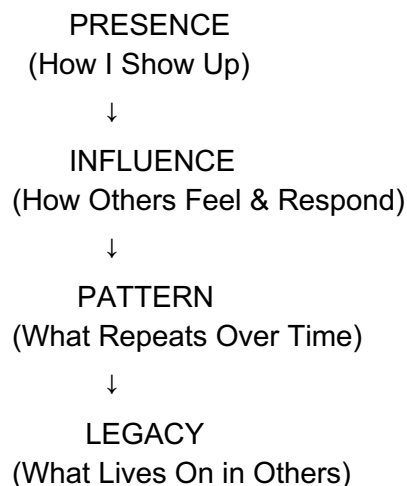 PRESENCE
(How I Show Up)
↓
INFLUENCE
(How Others Feel & Respond)
↓
PATTERN
(What Repeats Over Time)
↓
LEGACY
(What Lives On in Others)